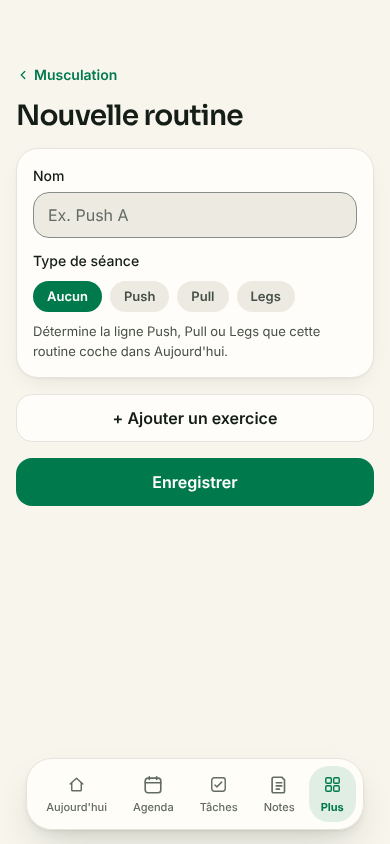 Musculation
Nouvelle routine
Nom
Ex. Push A
Type de séance
Aucun
Push
Pull
Legs
Détermine la ligne Push, Pull ou Legs que cette
routine coche dans Aujourd'hui.
+ Ajouter un exercice
Enregistrer
Aujourd'hui
Agenda
Tâches
Notes
Plus